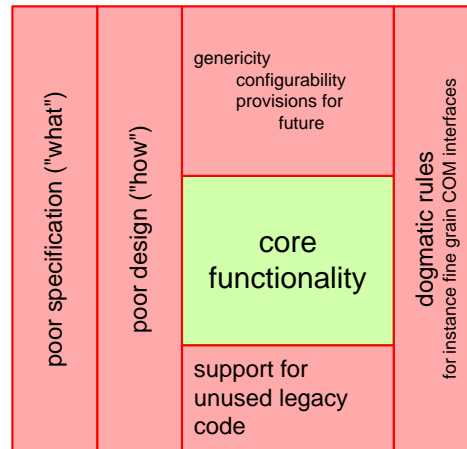 poor specification ("what")
poor design ("how")
genericity
configurability
provisions for
future
core
functionality
support for
unused legacy
code
dogmatic rules
for instance fine grain COM interfaces